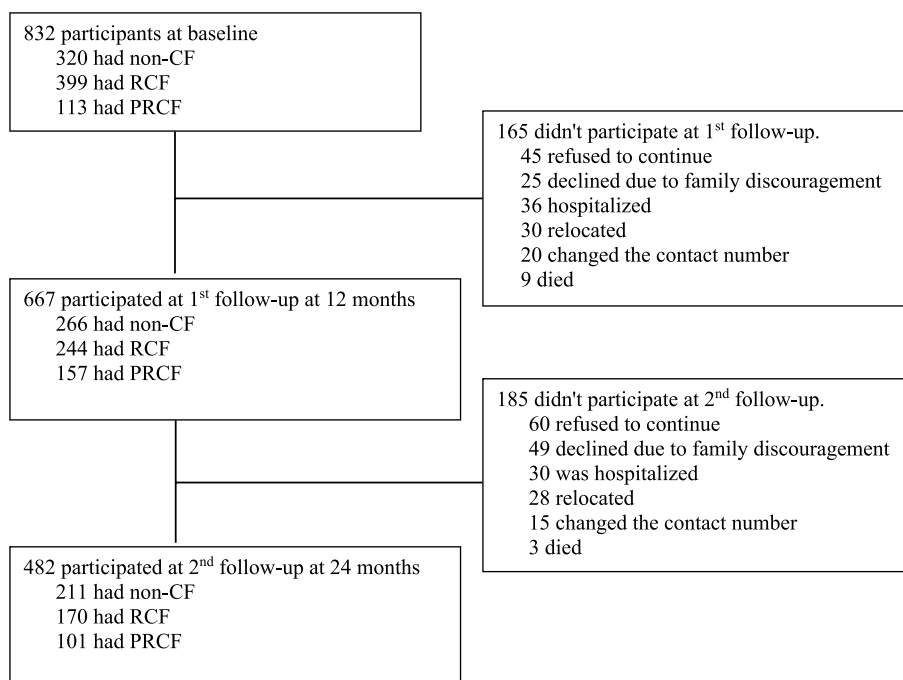 832 participants at baseline
320 had non-CF
399 had RCF
113 had PRCF
165 didn't participate at 1st follow-up.
45 refused to continue
25 declined due to family discouragement
36 hospitalized
30 relocated
20 changed the contact number
9 died
667 participated at 1st follow-up at 12 months
266 had non-CF
244 had RCF
157 had PRCF
185 didn't participate at 2nd follow-up.
60 refused to continue
49 declined due to family discouragement
30 was hospitalized
28 relocated
15 changed the contact number
3 died
482 participated at 2nd follow-up at 24 months
211 had non-CF
170 had RCF
101 had PRCF